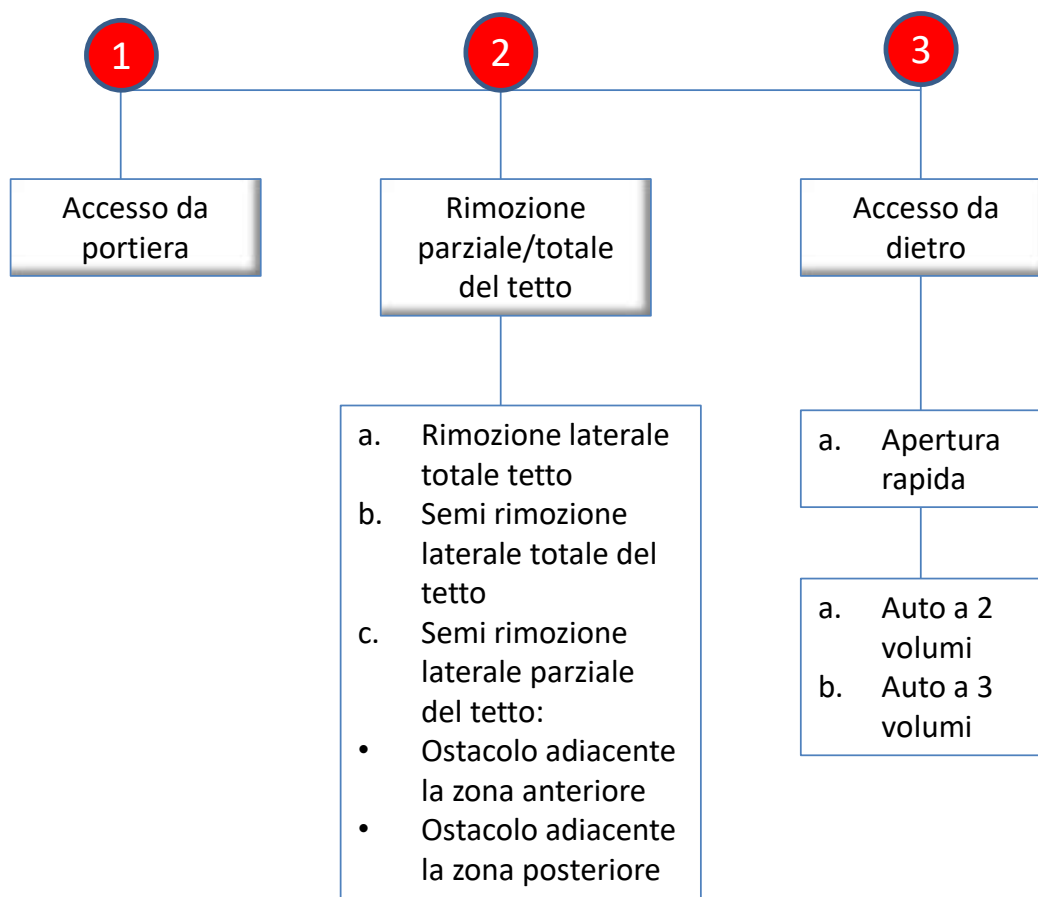 1
2
3
Accesso da
portiera
Rimozione
parziale/totale
del tetto
Accesso da
dietro
a. Rimozione laterale
totale tetto
b. Semi rimozione
laterale totale del
tetto
c. Semi rimozione
laterale parziale
del tetto:
• Ostacolo adiacente
la zona anteriore
• Ostacolo adiacente
la zona posteriore
a. Apertura
rapida
a. Auto a 2
volumi
b. Auto a 3
volumi